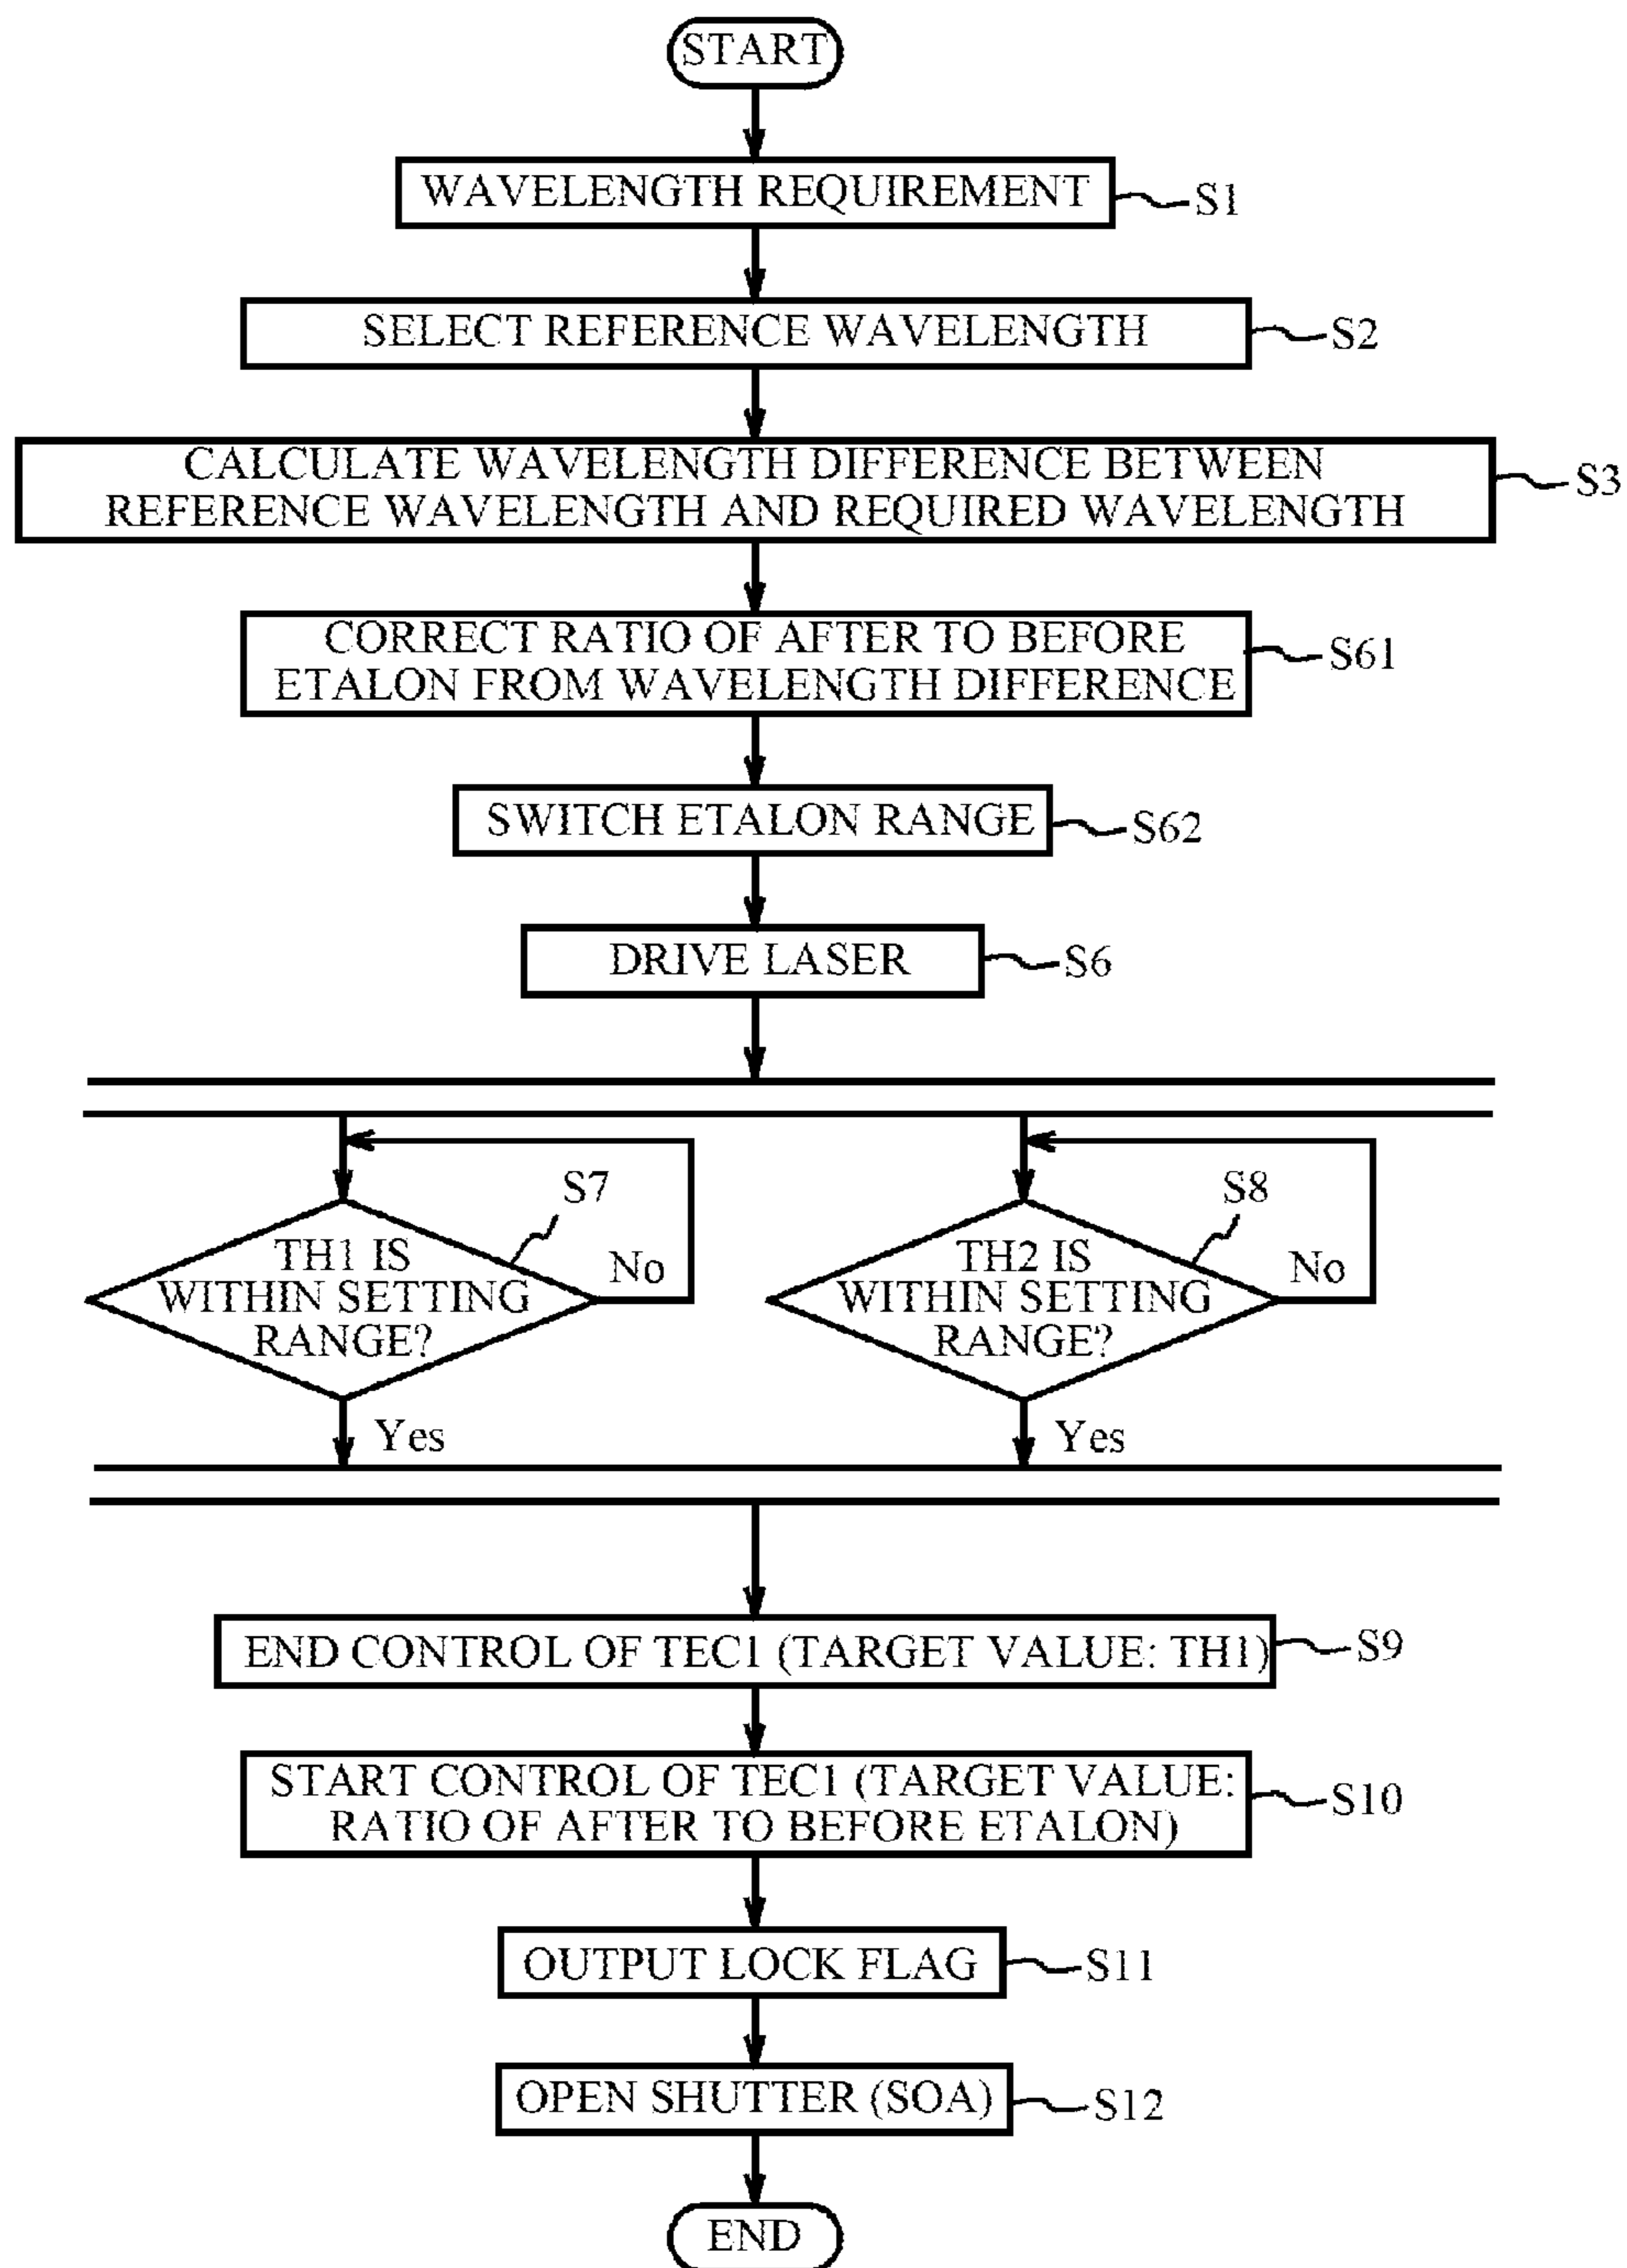 START
WAVELENGTH REQUIREMENT
S1
SELECT REFERENCE WAVELENGTH
S2
CALCULATE WAVELENGTH DIFFERENCE BETWEEN
REFERENCE WAVELENGTH AND REQUIRED WAVELENGTH
S3
CORRECT RATIO OF AFTER TO BEFORE
ETALON FROM WAVELENGTH DIFFERENCE
S61
SWITCH ETALON RANGE
S62
DRIVE LASER
S6
S7
TH1 IS
WITHIN SETTING
RANGE?
No
Yes
S8
TH2 IS
WITHIN SETTING
RANGE?
No
Yes
END CONTROL OF TEC1 (TARGET VALUE: TH1)
S9
START CONTROL OF TEC1 (TARGET VALUE:
RATIO OF AFTER TO BEFORE ETALON)
S10
OUTPUT LOCK FLAG
S11
OPEN SHUTTER (SOA)
S12
END